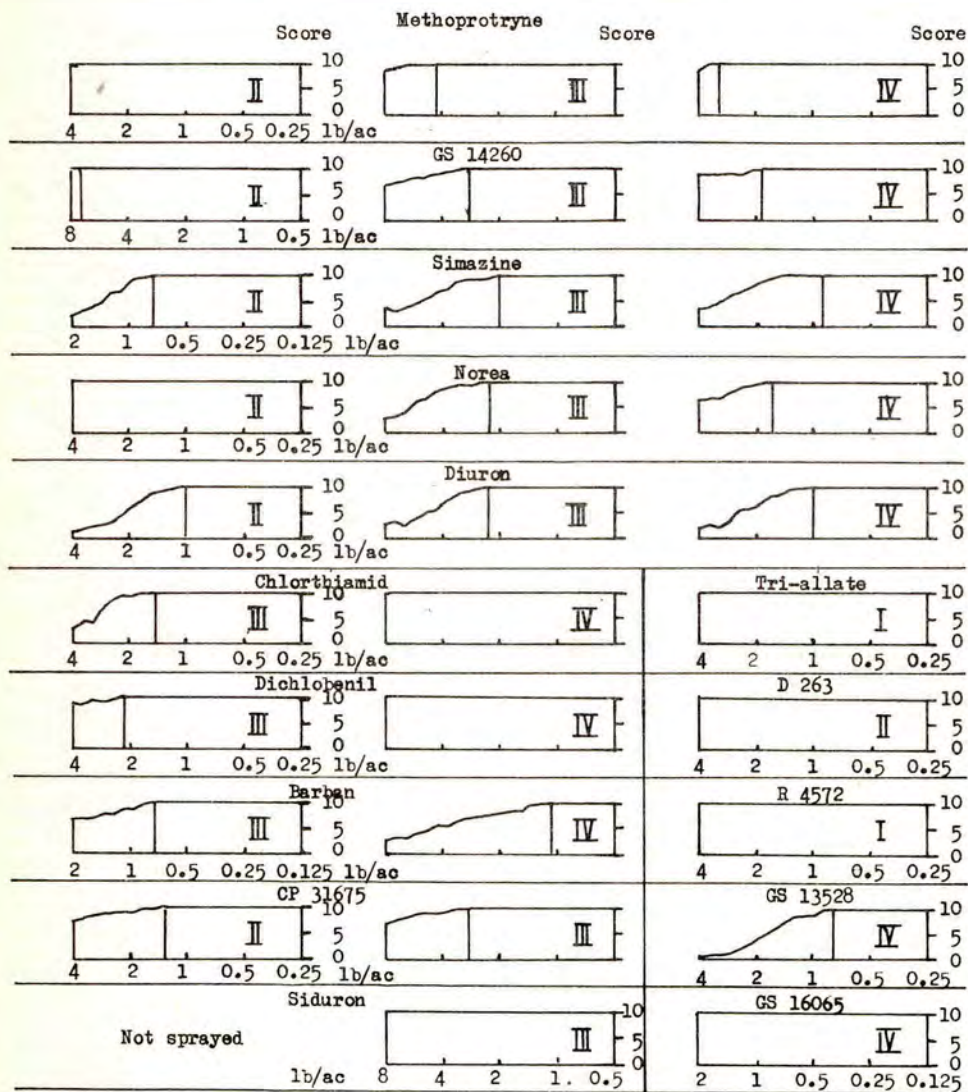 Methoprotryne
Score Score Score
10 10 10
II 5 III 5 IV 5
0 0 0
4 2 1 0.5 0.25 lb/ac
GS 14260
10 10 10
II 5 III 5 IV 5
0 0 0
8 4 2 1 0.5 lb/ac
Simazine
10 10 10
II 5 III 5 IV 5
0 0 0
2 1 0.5 0.25 0.125 lb/ac
Norea
10 10 10
II 5 III 5 IV 5
0 0 0
4 2 1 0.5 0.25 lb/ac
Diuron
10 10 10
II 5 III 5 IV 5
0 0 0
4 2 1 0.5 0.25 lb/ac
Chlorthiamid Tri-allate
10 10
III 5 IV I 5
0 0
4 2 1 0.5 0.25 lb/ac 4 2 1 0.5 0.25
Dichlobenil D 263
10 10
III 5 IV II 5
0 0
4 2 1 0.5 0.25 lb/ac 4 2 1 0.5 0.25
Barban R 4572
10 10
III 5 IV I 5
0 0
2 1 0.5 0.25 0.125 lb/ac 4 2 1 0.5 0.25
CP 31675 GS 13528
10 10
II 5 III IV 5
0 0
4 2 1 0.5 0.25 lb/ac 4 2 1 0.5 0.25
Siduron GS 16065
10 10
Not sprayed III 5 IV 5
0 0
lb/ac 8 4 2 1. 0.5 2 1 0.5 0.25 0.125